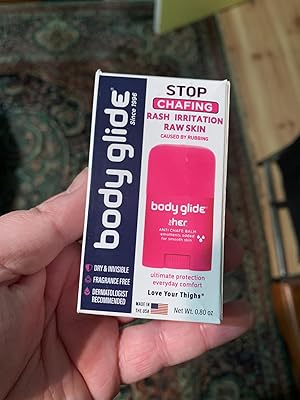 body glide
Since 1996
STOP
CHAFING
RASH IRRITATION
RAW SKIN
CAUSED BY RUBBING
body glide
for her
ANTI CHAFE BALM
emollients added
for smooth skin
DRY & INVISIBLE
FRAGRANCE FREE
DERMATOLOGIST
RECOMMENDED
ultimate protection
everyday comfort
Love Your Thighs®
MADE IN
THE USA
Net Wt. 0.80 oz